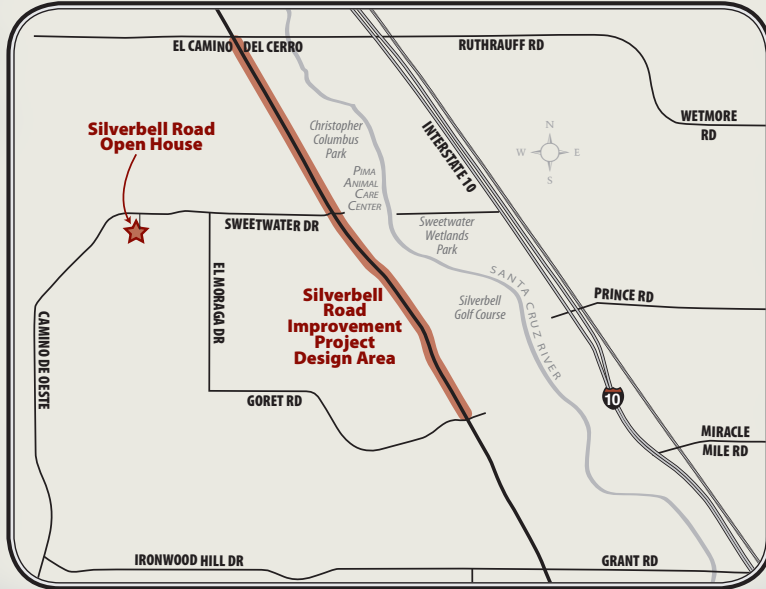 EL CAMINO DEL CERRO
RUTHRAUFF RD
WETMORE
RD
Silverbell Road
Open House
Christopher
Columbus
Park
PIMA
ANIMAL
CARE
CENTER
INTERSTATE 10
N
W
E
S
SWEETWATER DR
Sweetwater
Wetlands
Park
EL MORAGA DR
SANTA CRUZ RIVER
Silverbell
Road
Improvement
Project
Design Area
Silverbell
Golf Course
PRINCE RD
CAMINO DE OESTE
GORET RD
10
MIRACLE
MILE RD
IRONWOOD HILL DR
GRANT RD